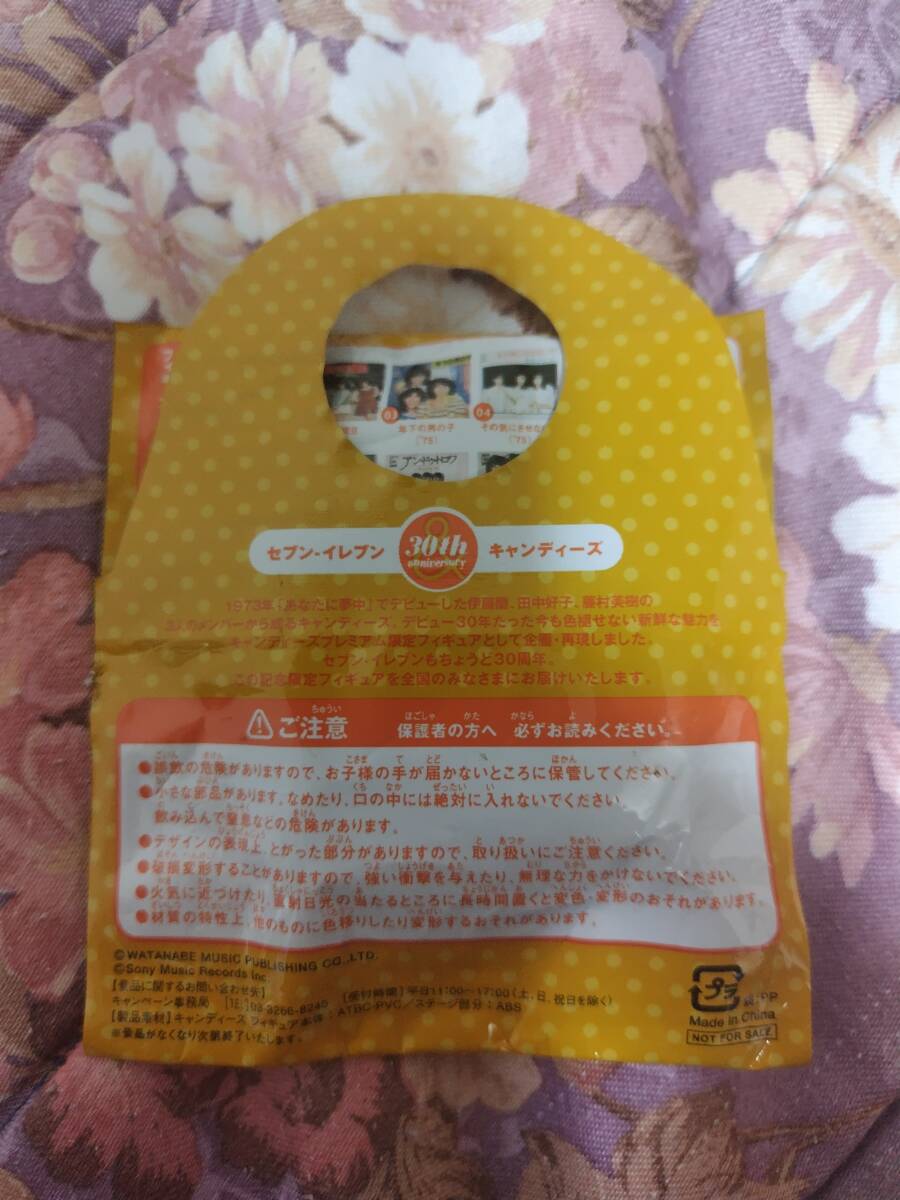 03
04
年下の男の子
その気にさせない
('75)
('75)
アン・ドゥ・トロワ
セブン-イレブン & 30th anniversary キャンディーズ
1973年「あなたに夢中」でデビューした伊藤蘭、田中好子、藤村美樹の
三人のメンバーから成るキャンディーズ。デビュー30年たった今も色褪せない新鮮な魅力を
キャンディーズプレミアム限定フィギュアとして企画・再現しました。
セブン-イレブンもちょうど30周年。
この記念限定フィギュアを全国のみなさまにお届けいたします。
ご注意 保護者の方へ 必ずお読みください。
●誤飲の危険がありますので、お子様の手が届かないところに保管してください。
●小さな部品があります。なめたり、口の中には絶対に入れないでください。
飲み込んで窒息などの危険があります。
●デザインの表現上、とがった部分がありますので、取り扱いにご注意ください。
●破損変形することがありますので、強い衝撃を与えたり、無理な力をかけないでください。
●火気に近づけたり、直射日光の当たるところに長時間置くと変色・変形のおそれがあります。
●材質の特性上、他のものに色移りしたり変形するおそれがあります。
©WATANABE MUSIC PUBLISHING CO.,LTD.
©Sony Music Records Inc.
【景品に関するお問い合わせ先】
キャンペーン事務局 【TEL】03-3266-8240 【受付時間】平日11:00〜17:00(土、日、祝日を除く)
【製品素材】キャンディーズ フィギュア本体:ATBC-PVC/ステージ部分:ABS
※景品がなくなり次第終了いたします。
プラ
袋:PP
Made in China
NOT FOR SALE